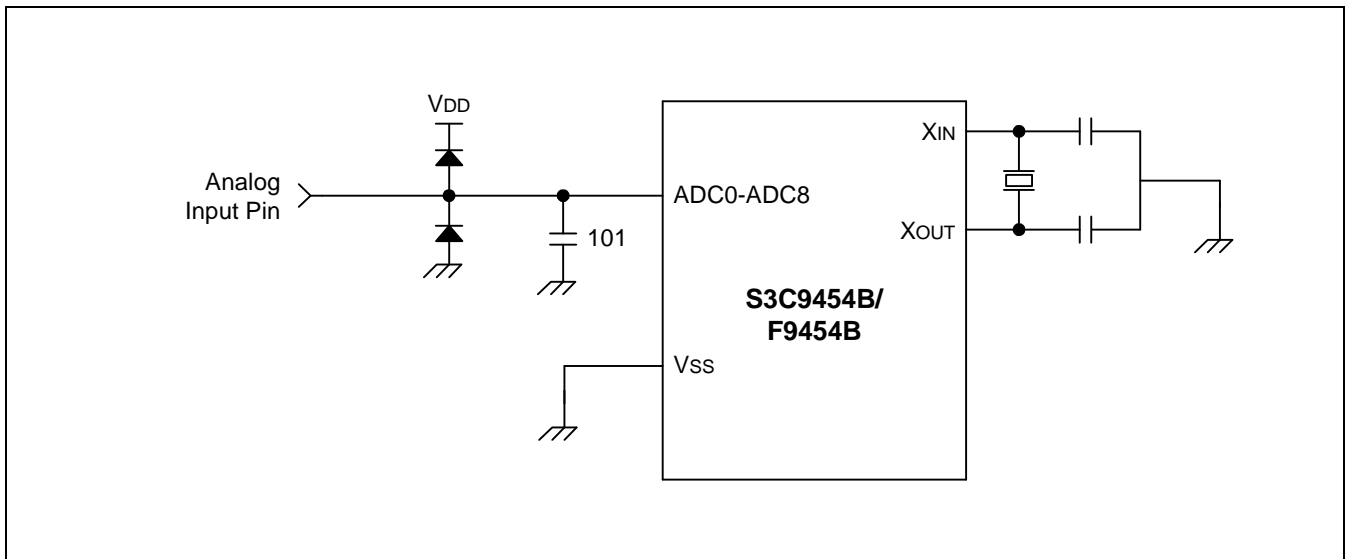 VDD
Analog
Input Pin
ADC0-ADC8
101
VSS
XIN
XOUT
S3C9454B/
F9454B